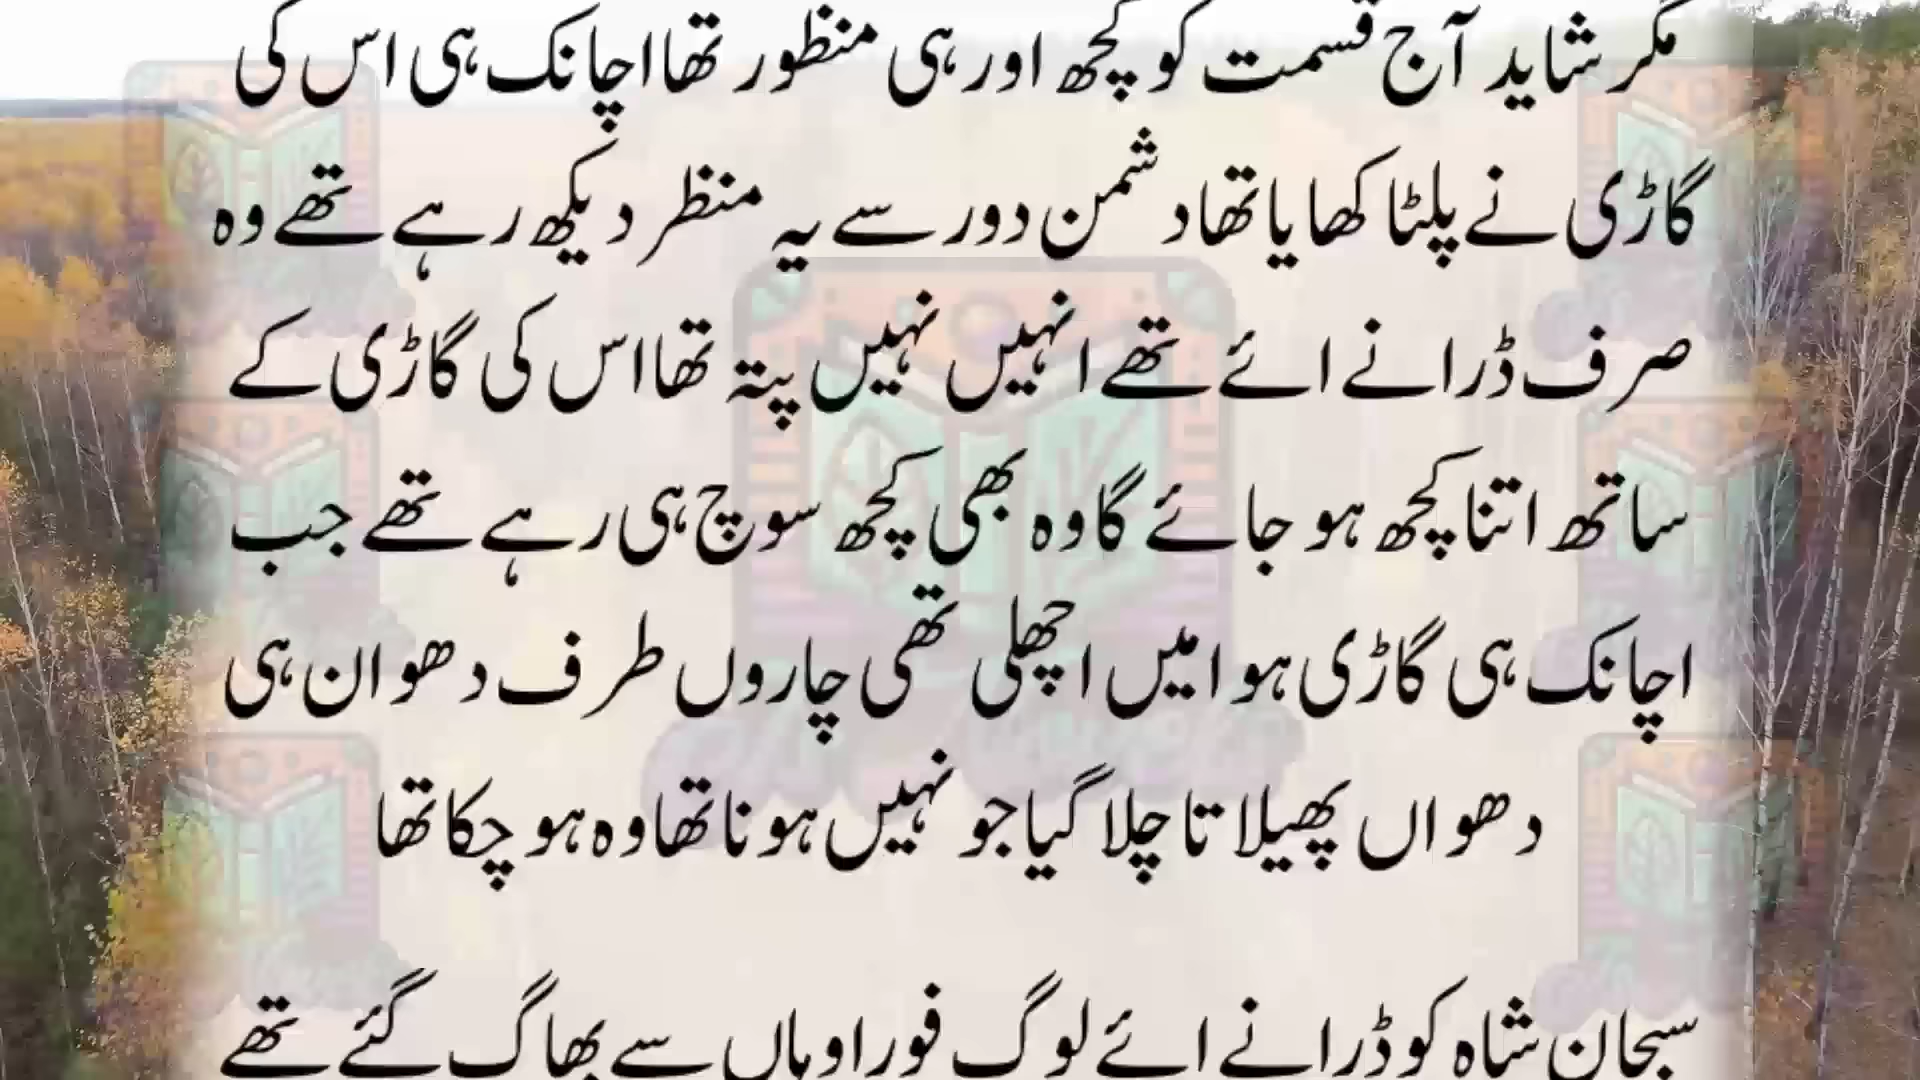 مگر شاید آج قسمت کو کچھ اور ہی منظور تھا اچانک ہی اس کی
گاڑی نے پلٹا کھایا تھا دشمن دور سے یہ منظر دیکھ رہے تھے وہ
صرف ڈرانے ائے تھے انہیں نہیں پتہ تھا اس کی گاڑی کے
ساتھ اتنا کچھ ہو جائے گا وہ بھی کچھ سوچ ہی رہے تھے جب
اچانک ہی گاڑی ہوا میں اچھلی تھی چاروں طرف دھوان ہی
دھواں پھیلاتا چلا گیا جو نہیں ہونا تھا وہ ہو چکا تھا
سبحان شاہ کو ڈرانے ائے لوگ فورا وہاں سے بھاگ گئے تھے